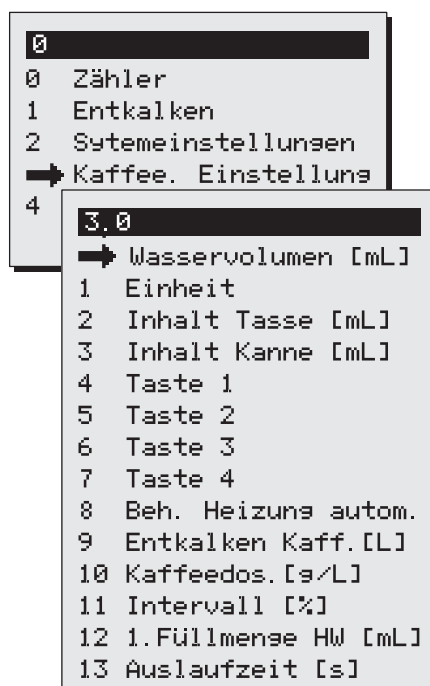 0
0 Zähler
1 Entkalken
2 Sytemeinstellungen
Kaffee. Einstellung
4
3.0
Wasservolumen [mL]
1 Einheit
2 Inhalt Tasse [mL]
3 Inhalt Kanne [mL]
4 Taste 1
5 Taste 2
6 Taste 3
7 Taste 4
8 Beh. Heizung autom.
9 Entkalken Kaff.[L]
10 Kaffeedos.[g/L]
11 Intervall [%]
12 1.Füllmenge HW [mL]
13 Auslaufzeit [s]